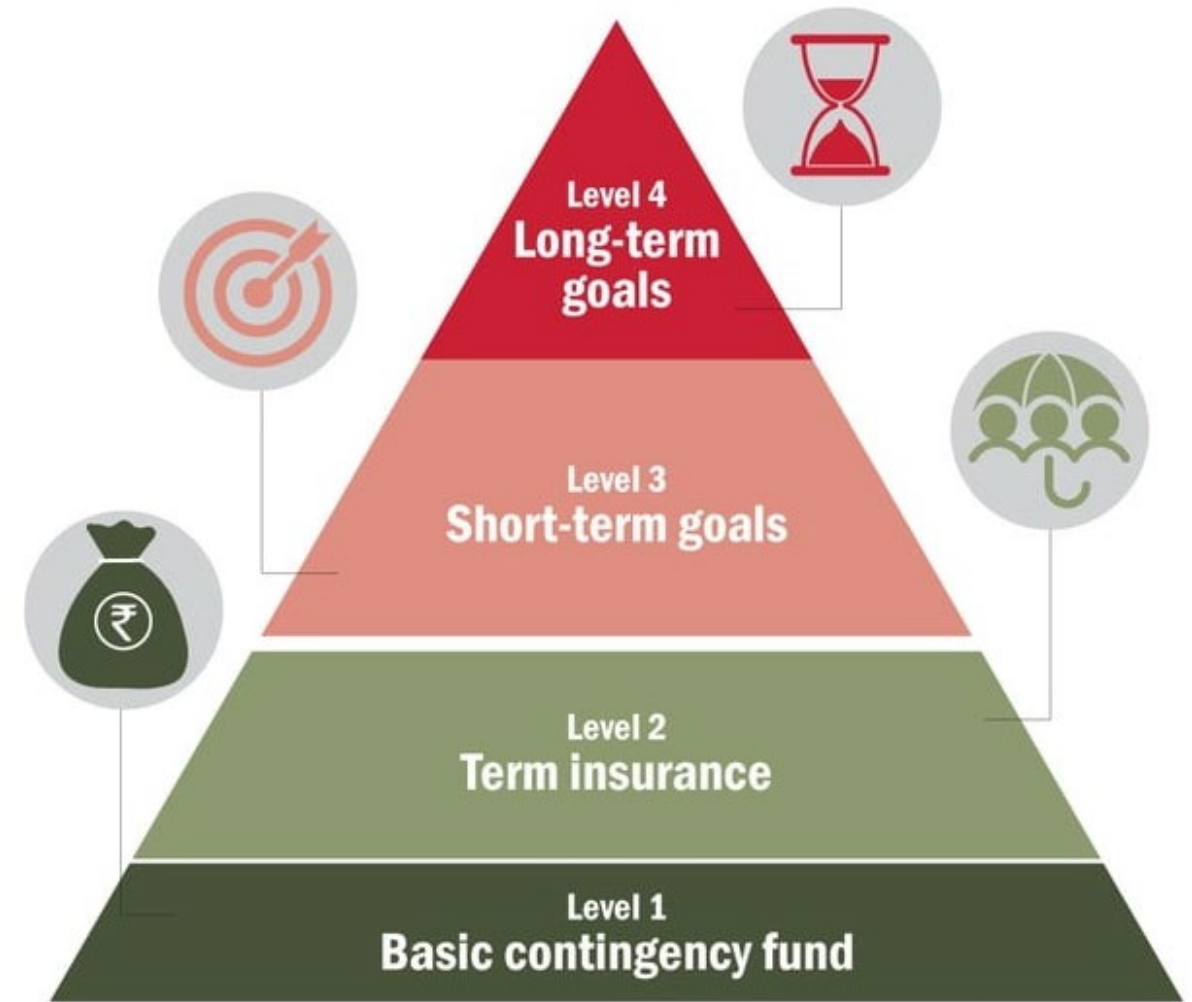 Level 4
Long-term
goals
Level 3
Short-term goals
₹
Level 2
Term insurance
Level 1
Basic contingency fund